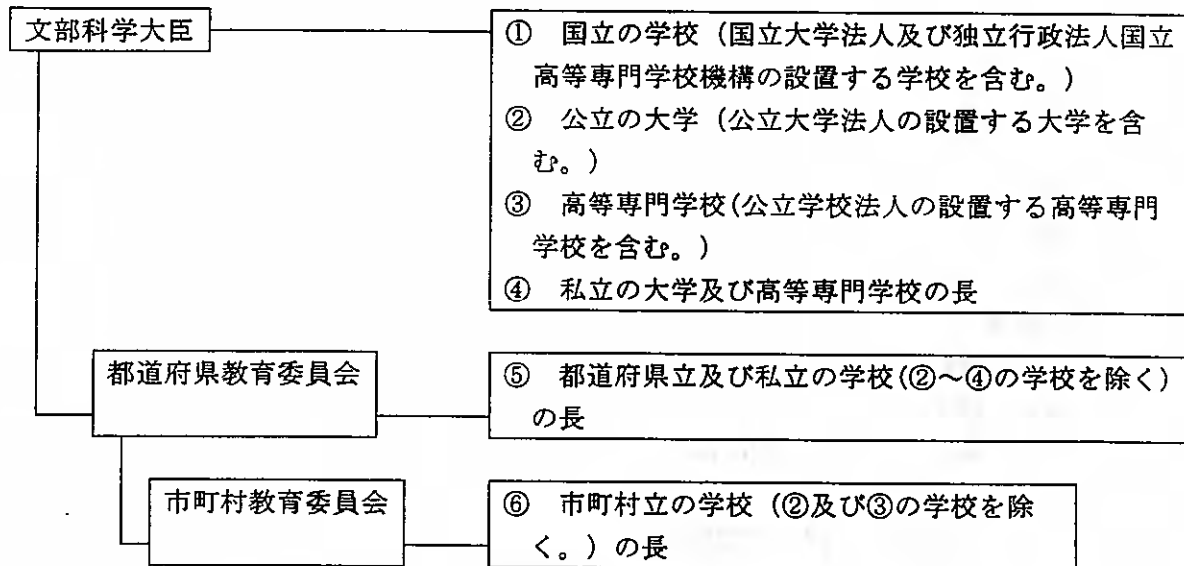 文部科学大臣
① 国立の学校（国立大学法人及び独立行政法人国立
高等専門学校機構の設置する学校を含む。）
② 公立の大学（公立大学法人の設置する大学を含
む。）
③ 高等専門学校（公立学校法人の設置する高等専門
学校を含む。）
④ 私立の大学及び高等専門学校の長
都道府県教育委員会
⑤ 都道府県立及び私立の学校（②～④の学校を除く）
の長
市町村教育委員会
⑥ 市町村立の学校（②及び③の学校を除
く。）の長